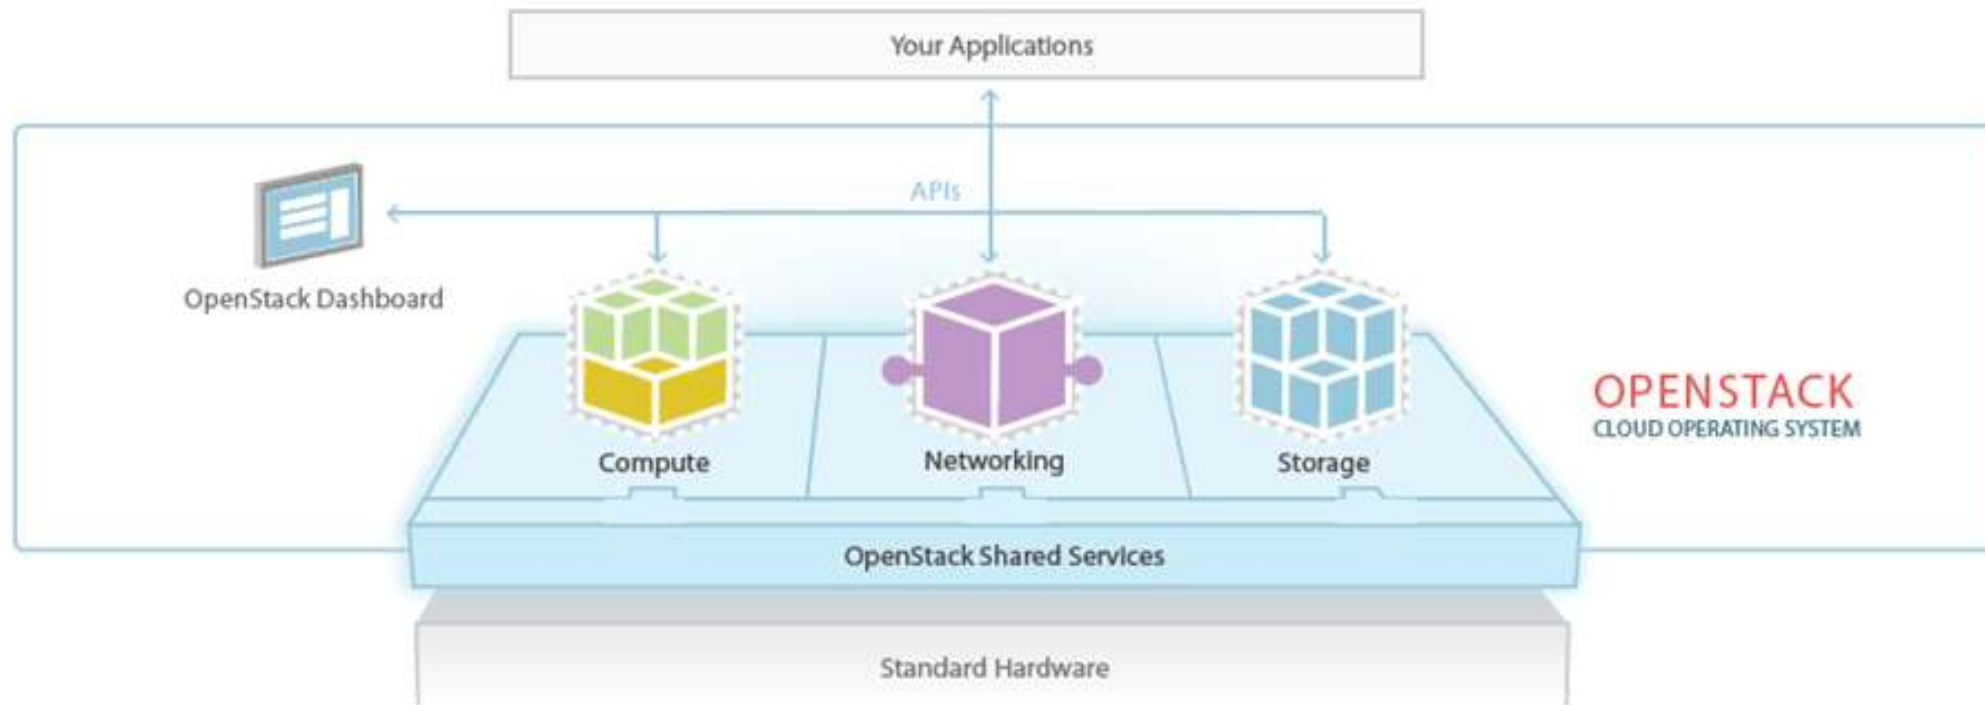 Your Applications
APIs
OpenStack Dashboard
Compute
Networking
Storage
OPENSTACK
CLOUD OPERATING SYSTEM
OpenStack Shared Services
Standard Hardware